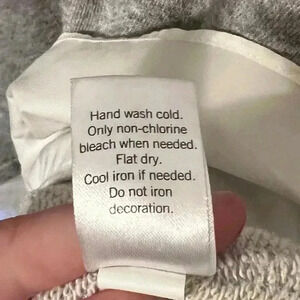 Hand wash cold.
Only non-chlorine
bleach when needed.
Flat dry.
Cool iron if needed.
Do not iron
decoration.